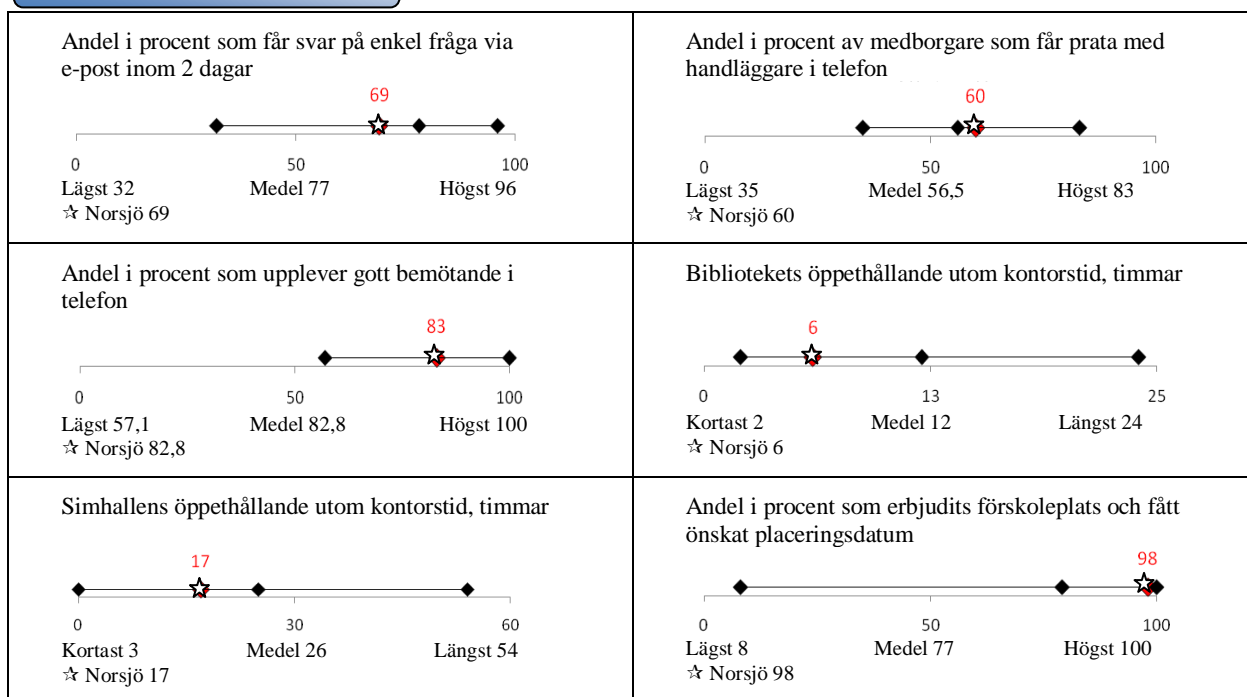 Andel i procent som får svar på enkel fråga via
e-post inom 2 dagar
69
0 50 100
Lägst 32 Medel 77 Högst 96
☆ Norsjö 69
Andel i procent av medborgare som får prata med
handläggare i telefon
60
0 50 100
Lägst 35 Medel 56,5 Högst 83
☆ Norsjö 60
Andel i procent som upplever gott bemötande i
telefon
83
0 50 100
Lägst 57,1 Medel 82,8 Högst 100
☆ Norsjö 82,8
Bibliotekets öppethållande utom kontorstid, timmar
6
0 13 25
Kortast 2 Medel 12 Längst 24
☆ Norsjö 6
Simhallens öppethållande utom kontorstid, timmar
17
0 30 60
Kortast 3 Medel 26 Längst 54
☆ Norsjö 17
Andel i procent som erbjudits förskoleplats och fått
önskat placeringsdatum
98
0 50 100
Lägst 8 Medel 77 Högst 100
☆ Norsjö 98